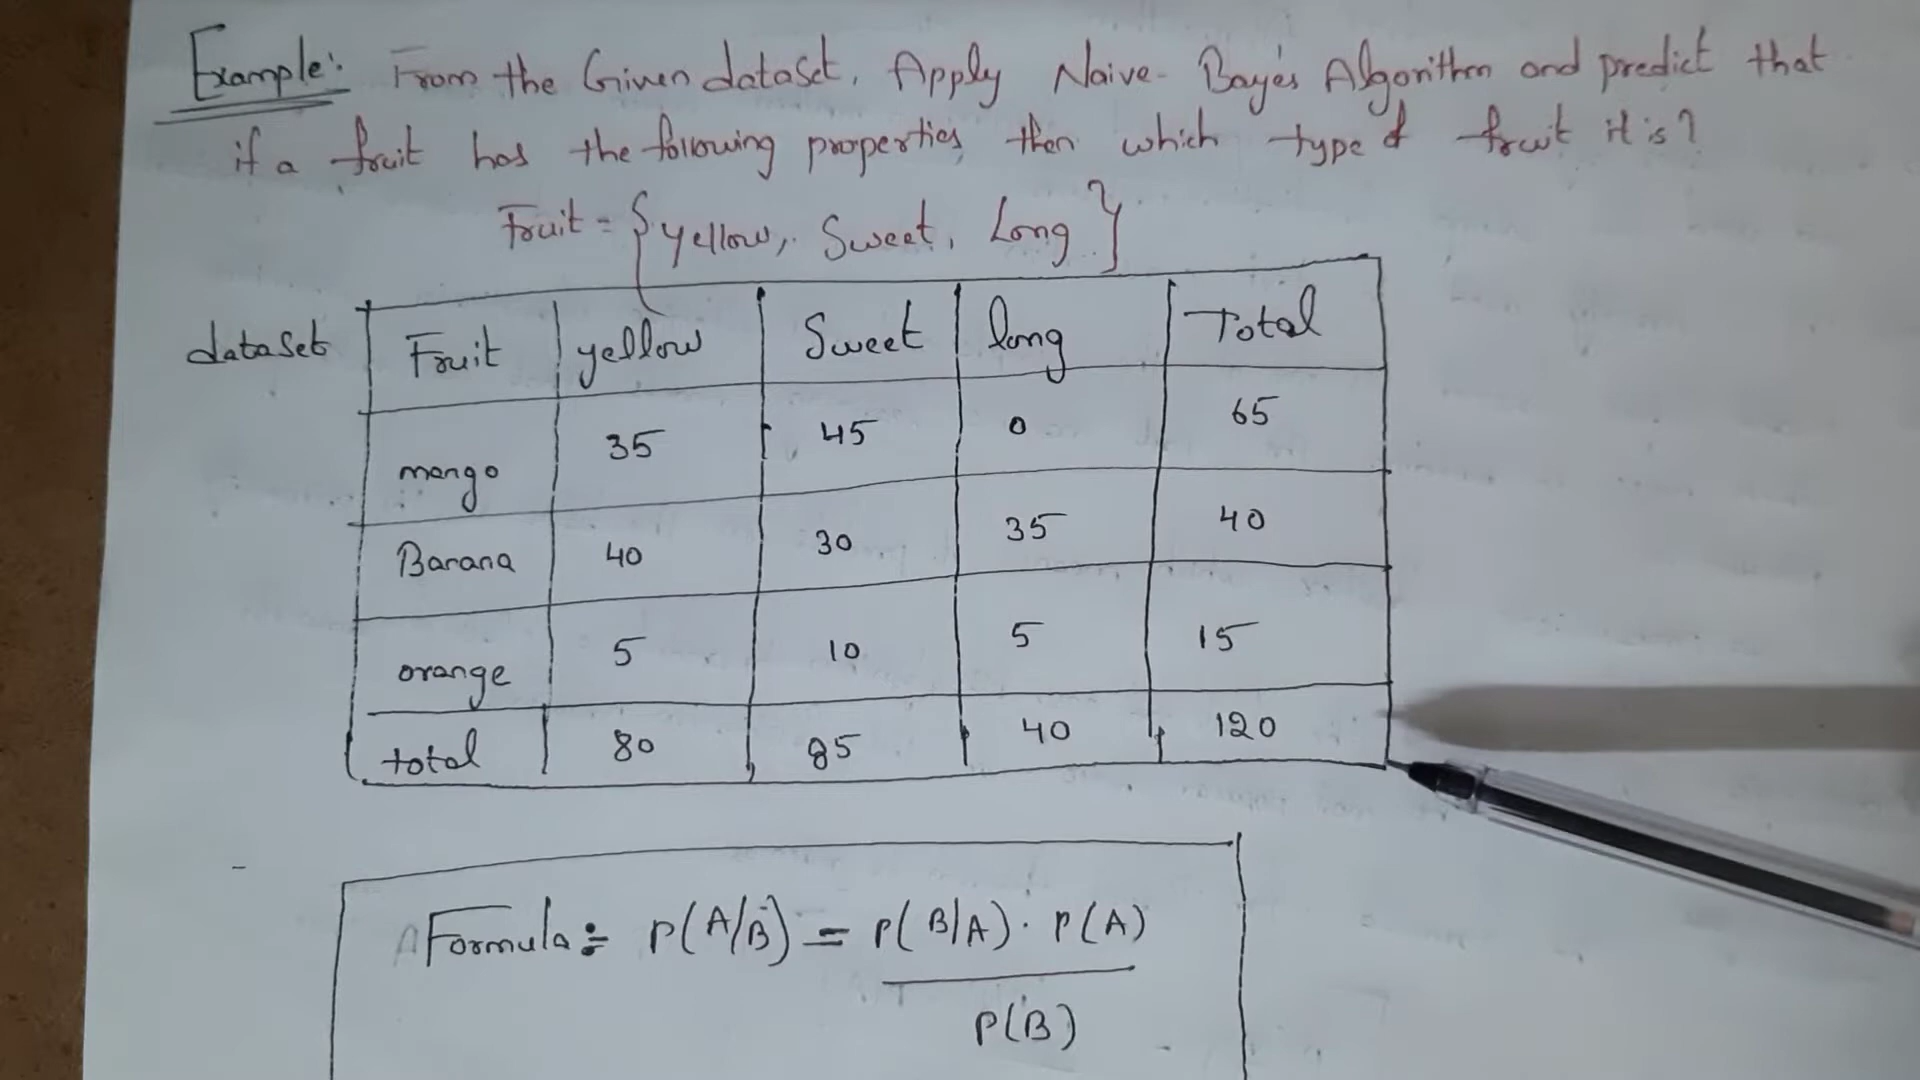 Example:- From the Given dataset, Apply Naive- Baye's Algorithm and predict that
if a fruit has the following properties then which type of fruit it is?
Fruit = {yellow, Sweet, Long}
dataset
Fruit yellow Sweet long Total
mango 35 45 0 65
Banana 40 30 35 40
orange 5 10 5 15
total 80 85 40 120
Formula:- P(A/B) = P(B|A) . P(A)
P(B)